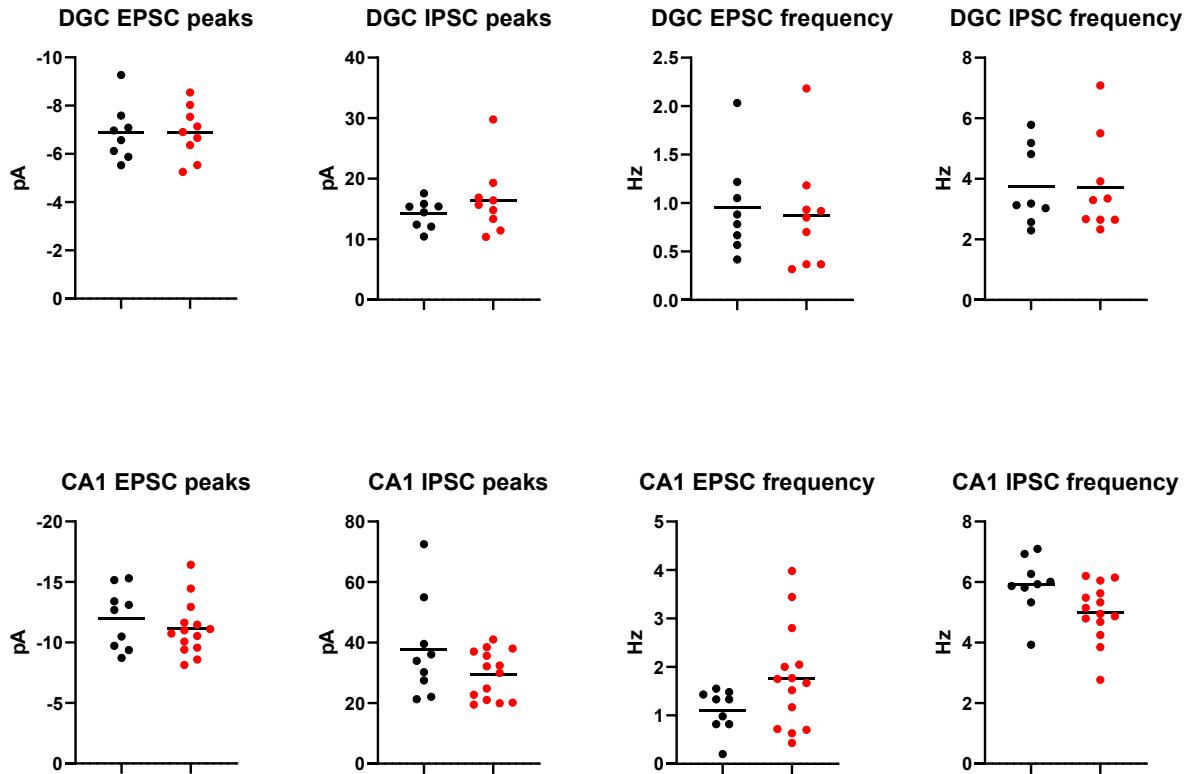 DGC EPSC peaks
-10
-8
-6
-4
-2
0
pA
DGC IPSC peaks
40
30
20
10
0
pA
DGC EPSC frequency
2.5
2.0
1.5
1.0
0.5
0.0
Hz
DGC IPSC frequency
8
6
4
2
0
Hz
CA1 EPSC peaks
-20
-15
-10
-5
0
pA
CA1 IPSC peaks
80
60
40
20
0
pA
CA1 EPSC frequency
5
4
3
2
1
0
Hz
CA1 IPSC frequency
8
6
4
2
0
Hz